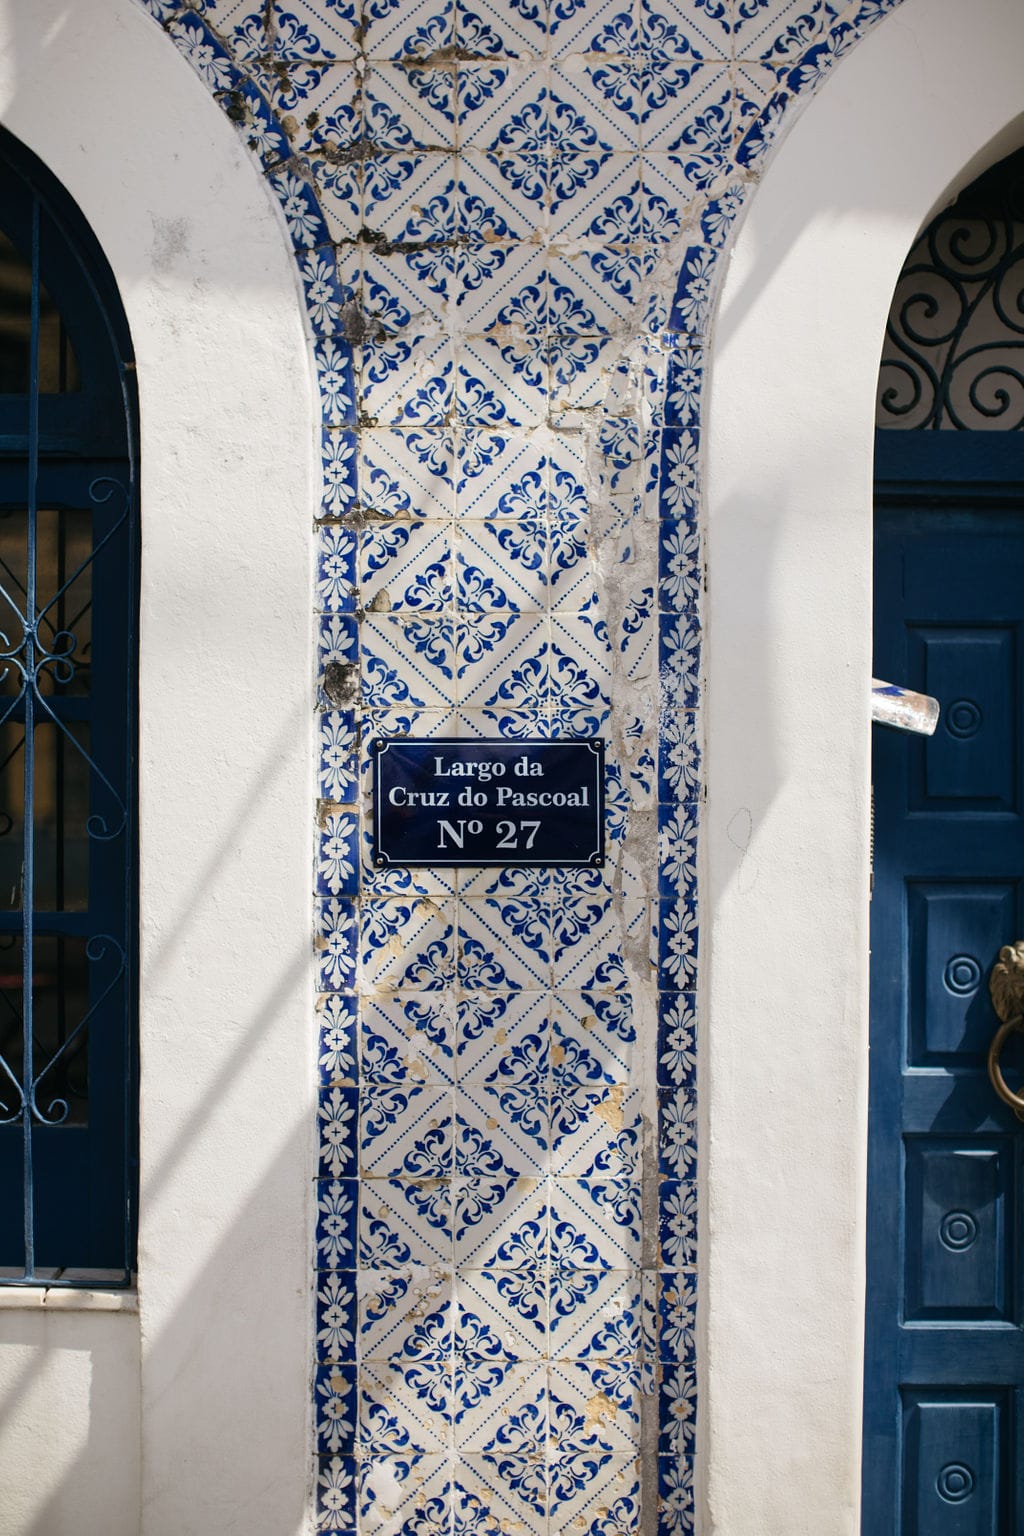 Largo da
Cruz do Pascoal
Nº 27